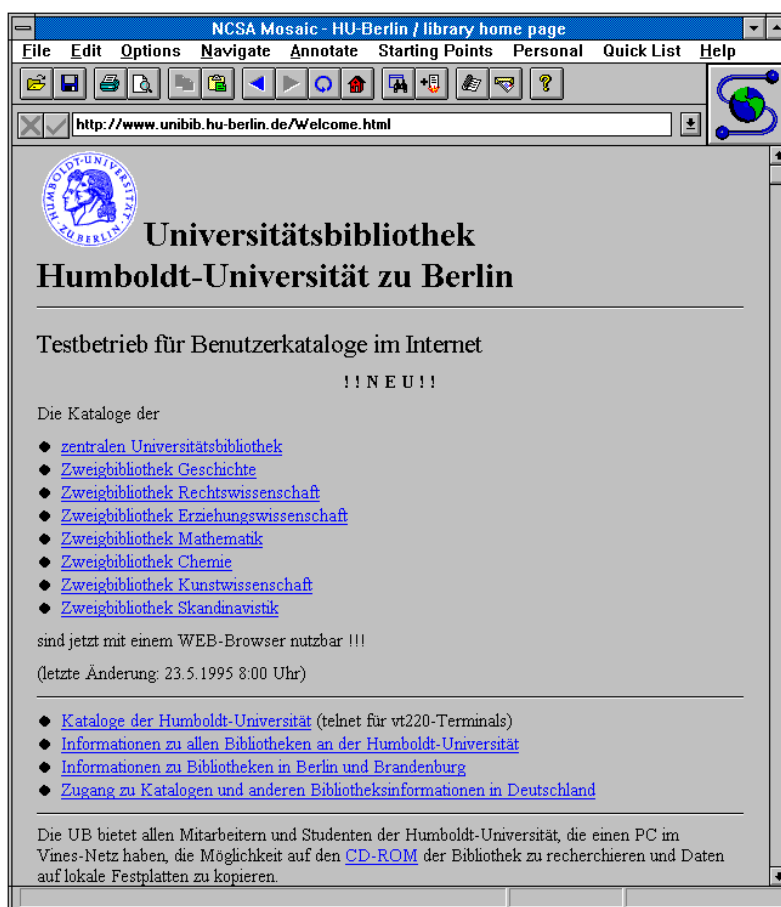 NCSA Mosaic - HU-Berlin / library home page
File Edit Options Navigate Annotate Starting Points Personal Quick List Help
http://www.unibib.hu-berlin.de/Welcome.html
HUMBOLDT-UNIVERSITÄT ZU BERLIN
Universitätsbibliothek
Humboldt-Universität zu Berlin
Testbetrieb für Benutzerkataloge im Internet
! ! N E U ! !
Die Kataloge der
zentralen Universitätsbibliothek
Zweigbibliothek Geschichte
Zweigbibliothek Rechtswissenschaft
Zweigbibliothek Erziehungswissenschaft
Zweigbibliothek Mathematik
Zweigbibliothek Chemie
Zweigbibliothek Kunstwissenschaft
Zweigbibliothek Skandinavistik
sind jetzt mit einem WEB-Browser nutzbar !!!
(letzte Änderung: 23.5.1995 8:00 Uhr)
Kataloge der Humboldt-Universität (telnet für vt220-Terminals)
Informationen zu allen Bibliotheken an der Humboldt-Universität
Informationen zu Bibliotheken in Berlin und Brandenburg
Zugang zu Katalogen und anderen Bibliotheksinformationen in Deutschland
Die UB bietet allen Mitarbeitern und Studenten der Humboldt-Universität, die einen PC im
Vines-Netz haben, die Möglichkeit auf den CD-ROM der Bibliothek zu recherchieren und Daten
auf lokale Festplatten zu kopieren.